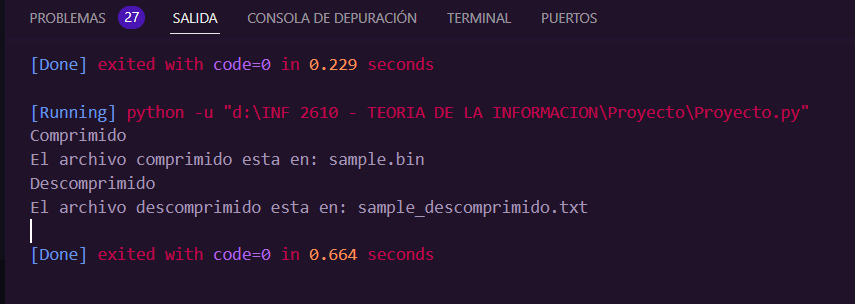 PROBLEMAS 27 SALIDA CONSOLA DE DEPURACIÓN TERMINAL PUERTOS
[Done] exited with code=0 in 0.229 seconds
[Running] python -u "d:\INF 2610 - TEORIA DE LA INFORMACION\Proyecto\Proyecto.py"
Comprimido
El archivo comprimido esta en: sample.bin
Descomprimido
El archivo descomprimido esta en: sample_descomprimido.txt
[Done] exited with code=0 in 0.664 seconds